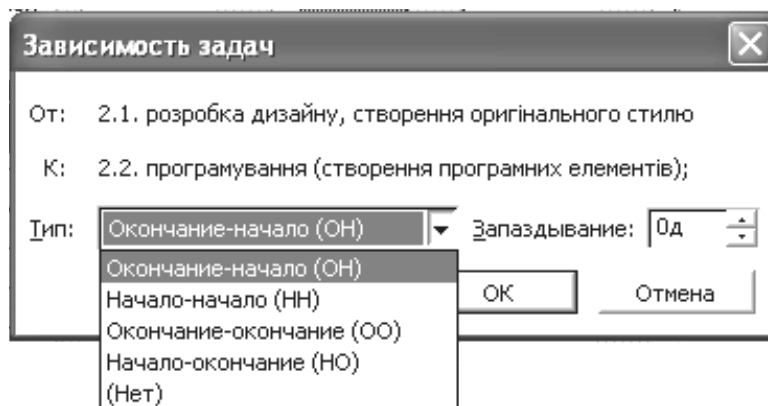 Зависимость задач
От: 2.1. розробка дизайну, створення оригінального стилю
К: 2.2. програмування (створення програмних елементів);
Тип: Окончание-начало (ОН) Запаздывание: 0д
Окончание-начало (ОН)
Начало-начало (НН)
Окончание-окончание (ОО)
Начало-окончание (НО)
(Нет)
ОК Отмена